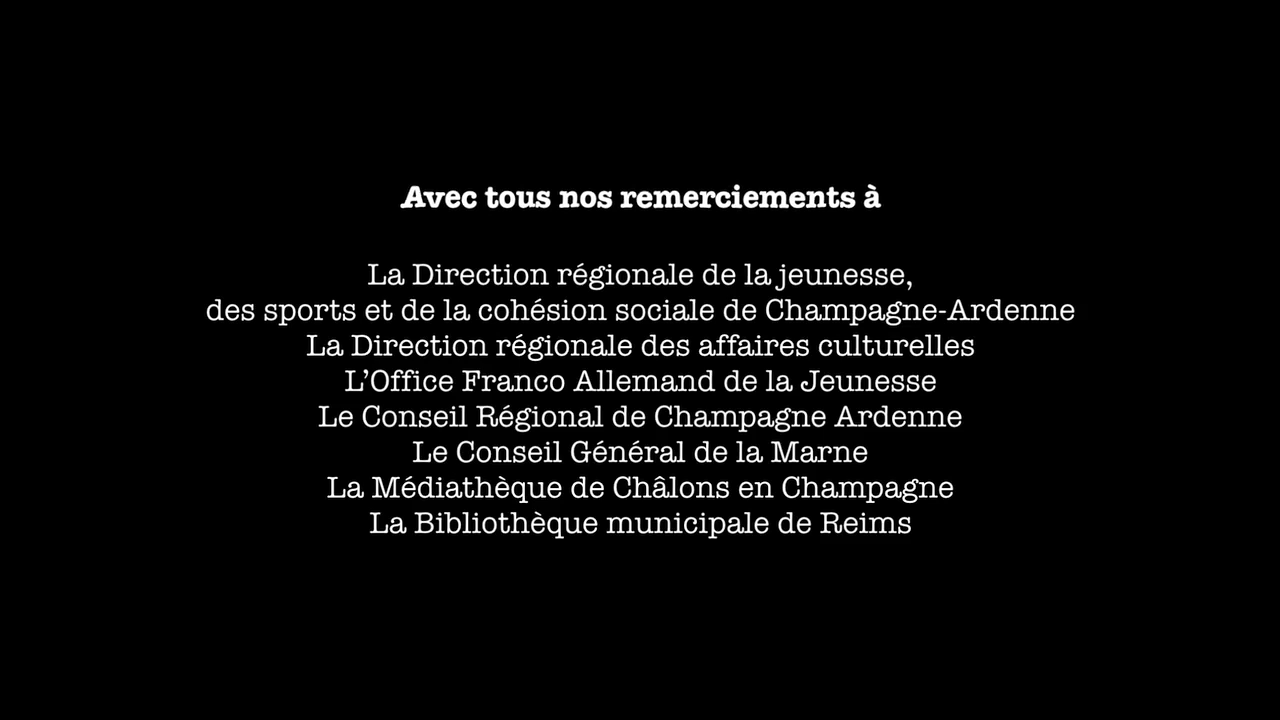 Avec tous nos remerciements à
La Direction régionale de la jeunesse,
des sports et de la cohésion sociale de Champagne-Ardenne
La Direction régionale des affaires culturelles
L’Office Franco Allemand de la Jeunesse
Le Conseil Régional de Champagne Ardenne
Le Conseil Général de la Marne
La Médiathèque de Châlons en Champagne
La Bibliothèque municipale de Reims